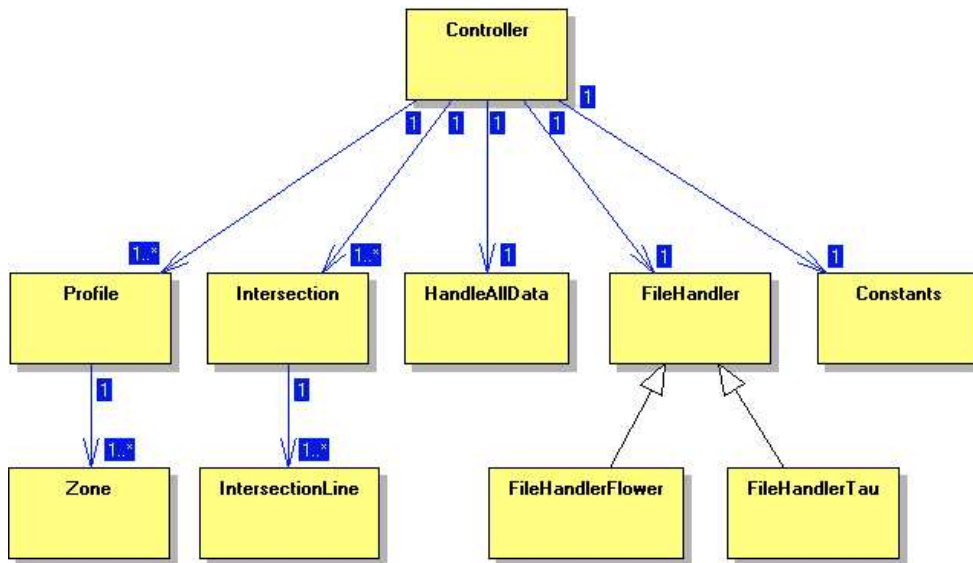 Controller
1
1 1 1 1
1..* 1..* 1 1 1
Profile Intersection HandleAllData FileHandler Constants
1 1
1..* 1..*
Zone IntersectionLine FileHandlerFlower FileHandlerTau